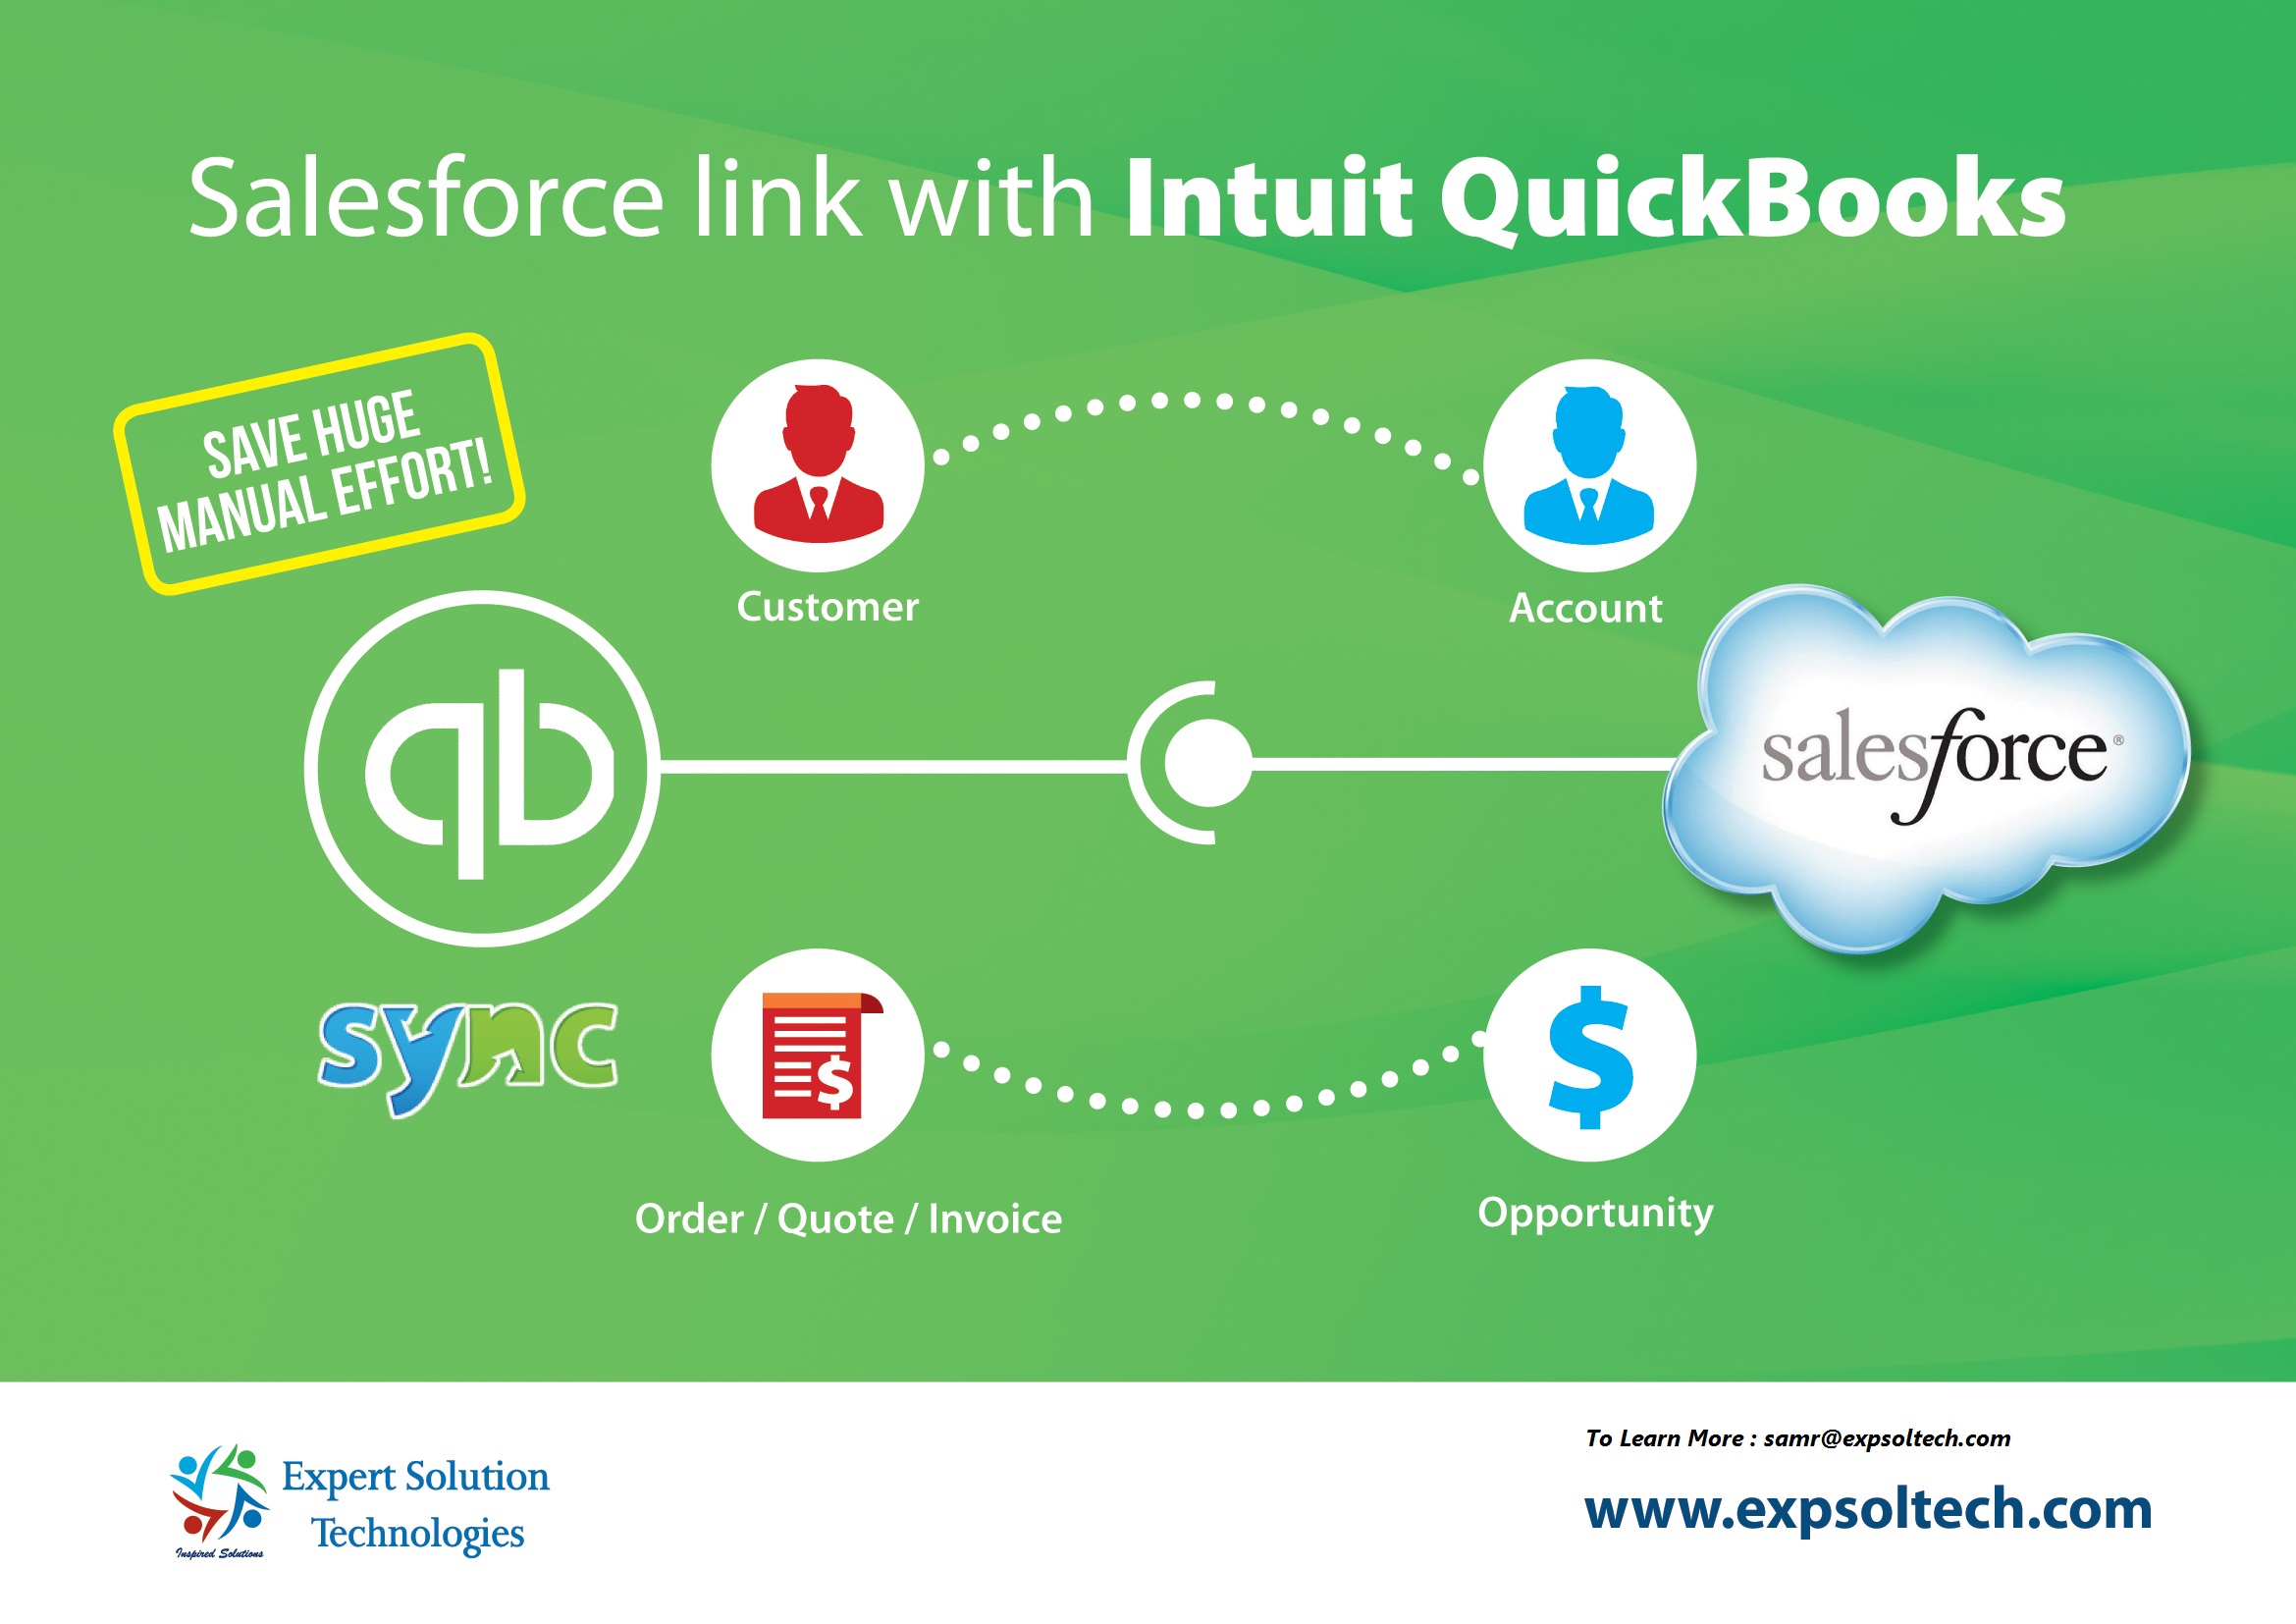 Salesforce link with Intuit QuickBooks
SAVE HUGE
MANUAL EFFORT!
Customer
Account
qb
salesforce®
sync
Order / Quote / Invoice
Opportunity
Expert Solution
Technologies
Inspired Solutions
To Learn More : samr@expsoltech.com
www.expsoltech.com